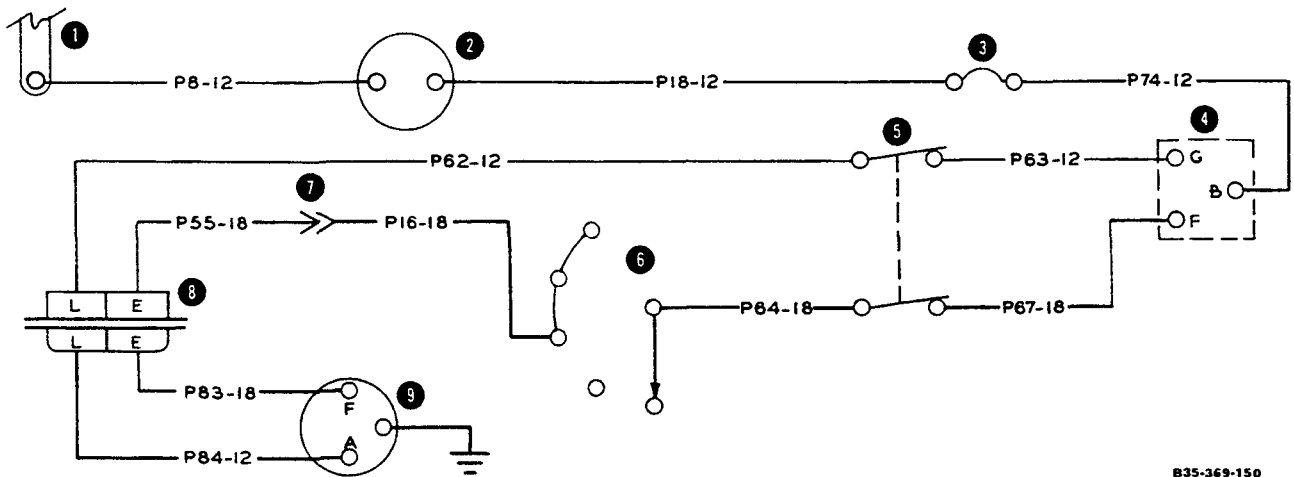 1
2
3
P8-12
P18-12
P74-12
4
5
P62-12
P63-12
G
B
7
P55-18
P16-18
F
6
8
L E
P64-18
P67-18
L E
P83-18
F
9
A
P84-12
B35-369-150